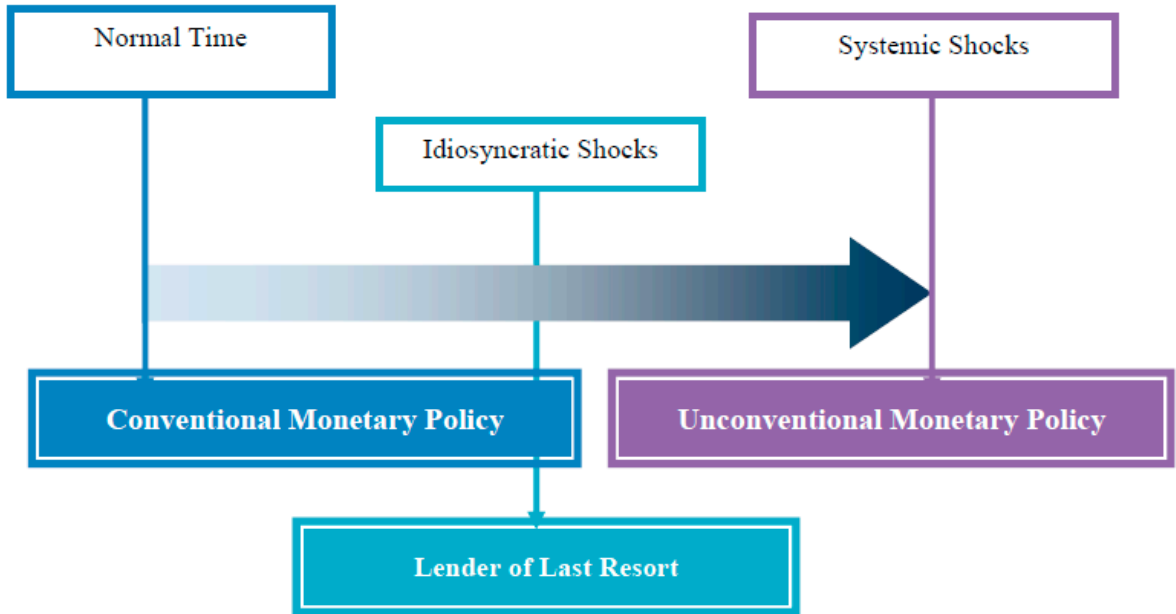 Normal Time
Systemic Shocks
Idiosyncratic Shocks
Conventional Monetary Policy
Unconventional Monetary Policy
Lender of Last Resort